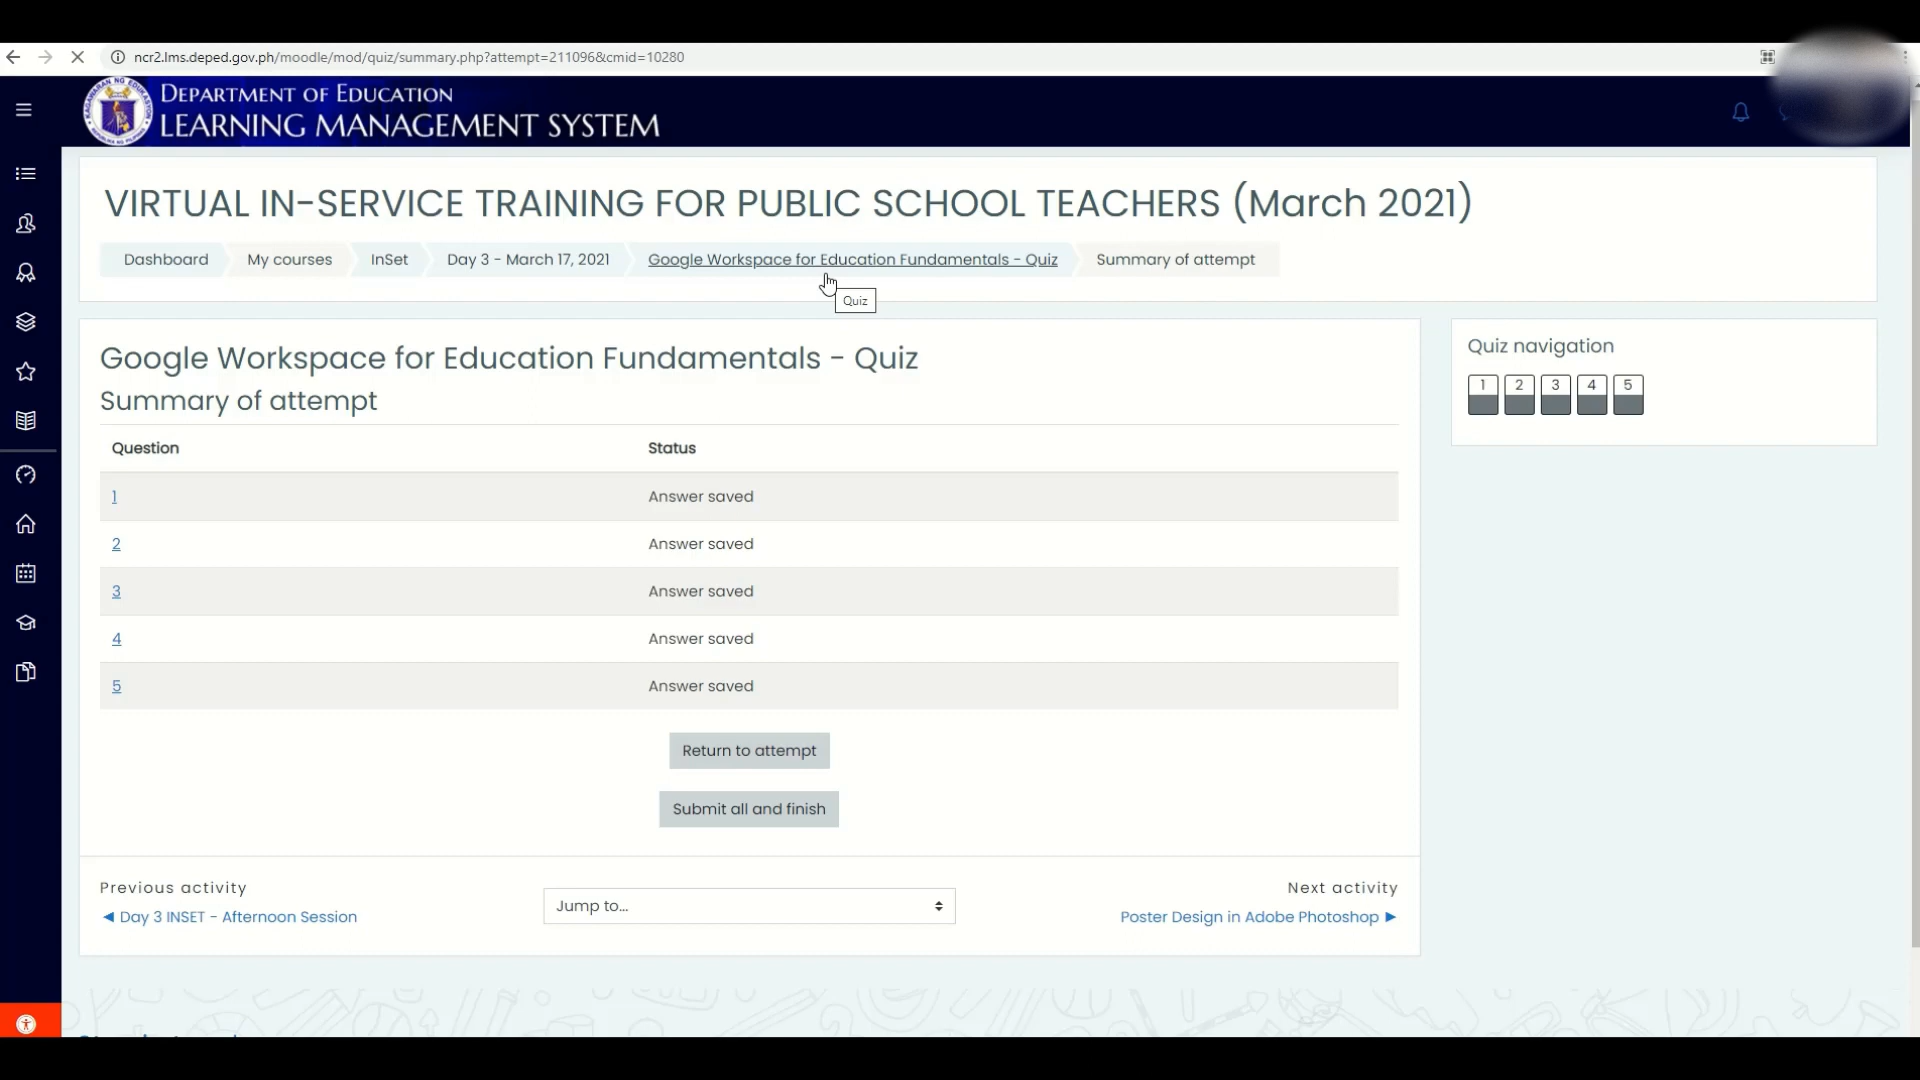 ncr2.lms.deped.gov.ph/moodle/mod/quiz/summary.php?attempt=211096&cmid=10280
DEPARTMENT OF EDUCATION
LEARNING MANAGEMENT SYSTEM
VIRTUAL IN-SERVICE TRAINING FOR PUBLIC SCHOOL TEACHERS (March 2021)
Dashboard My courses InSet Day 3 - March 17, 2021 Google Workspace for Education Fundamentals - Quiz Summary of attempt
Quiz
Google Workspace for Education Fundamentals - Quiz
Summary of attempt
Question Status
1 Answer saved
2 Answer saved
3 Answer saved
4 Answer saved
5 Answer saved
Return to attempt
Submit all and finish
Previous activity
◄ Day 3 INSET - Afternoon Session
Jump to...
Next activity
Poster Design in Adobe Photoshop ►
Quiz navigation
1 2 3 4 5